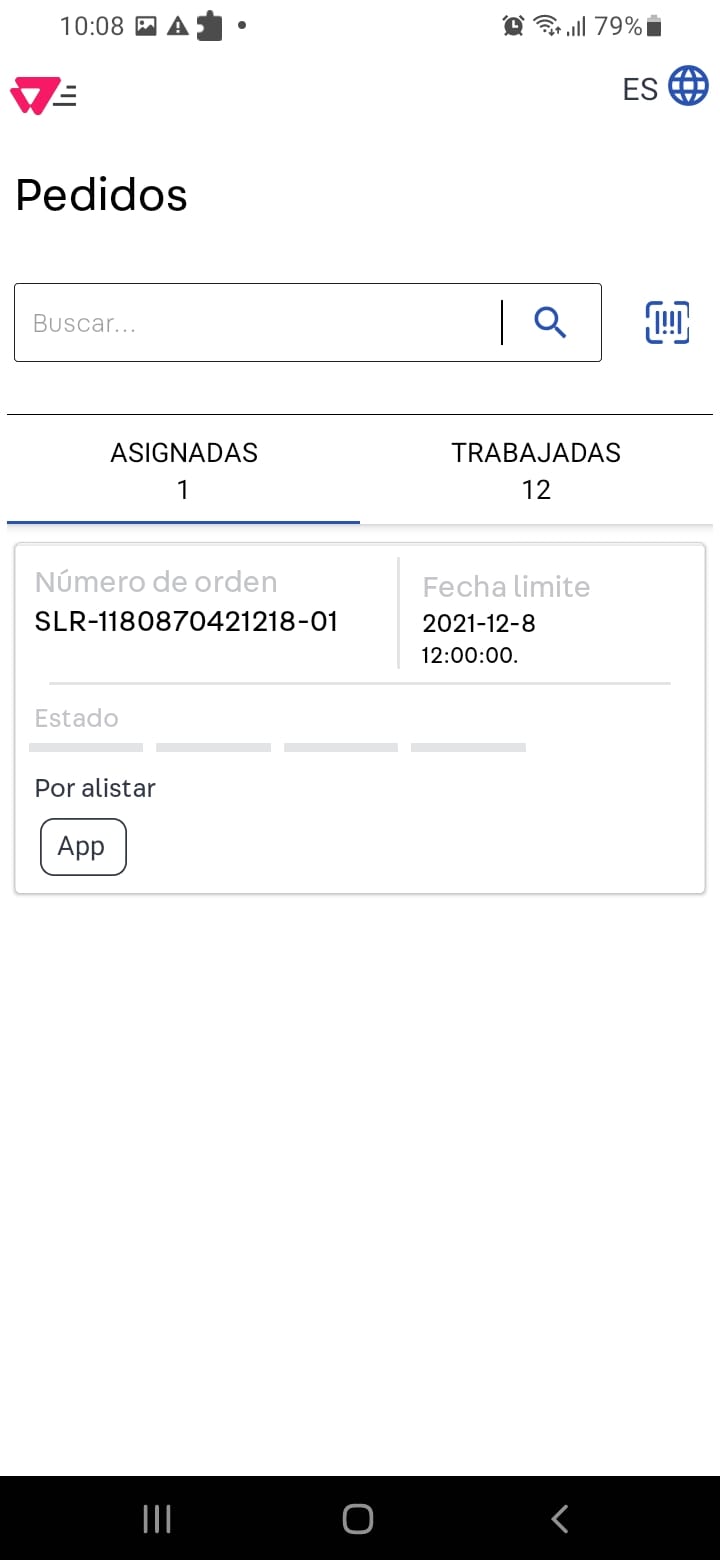 10:08
79%
ES
Pedidos
Buscar...
ASIGNADAS
1
TRABAJADAS
12
Número de orden
SLR-1180870421218-01
Fecha limite
2021-12-8
12:00:00.
Estado
Por alistar
App